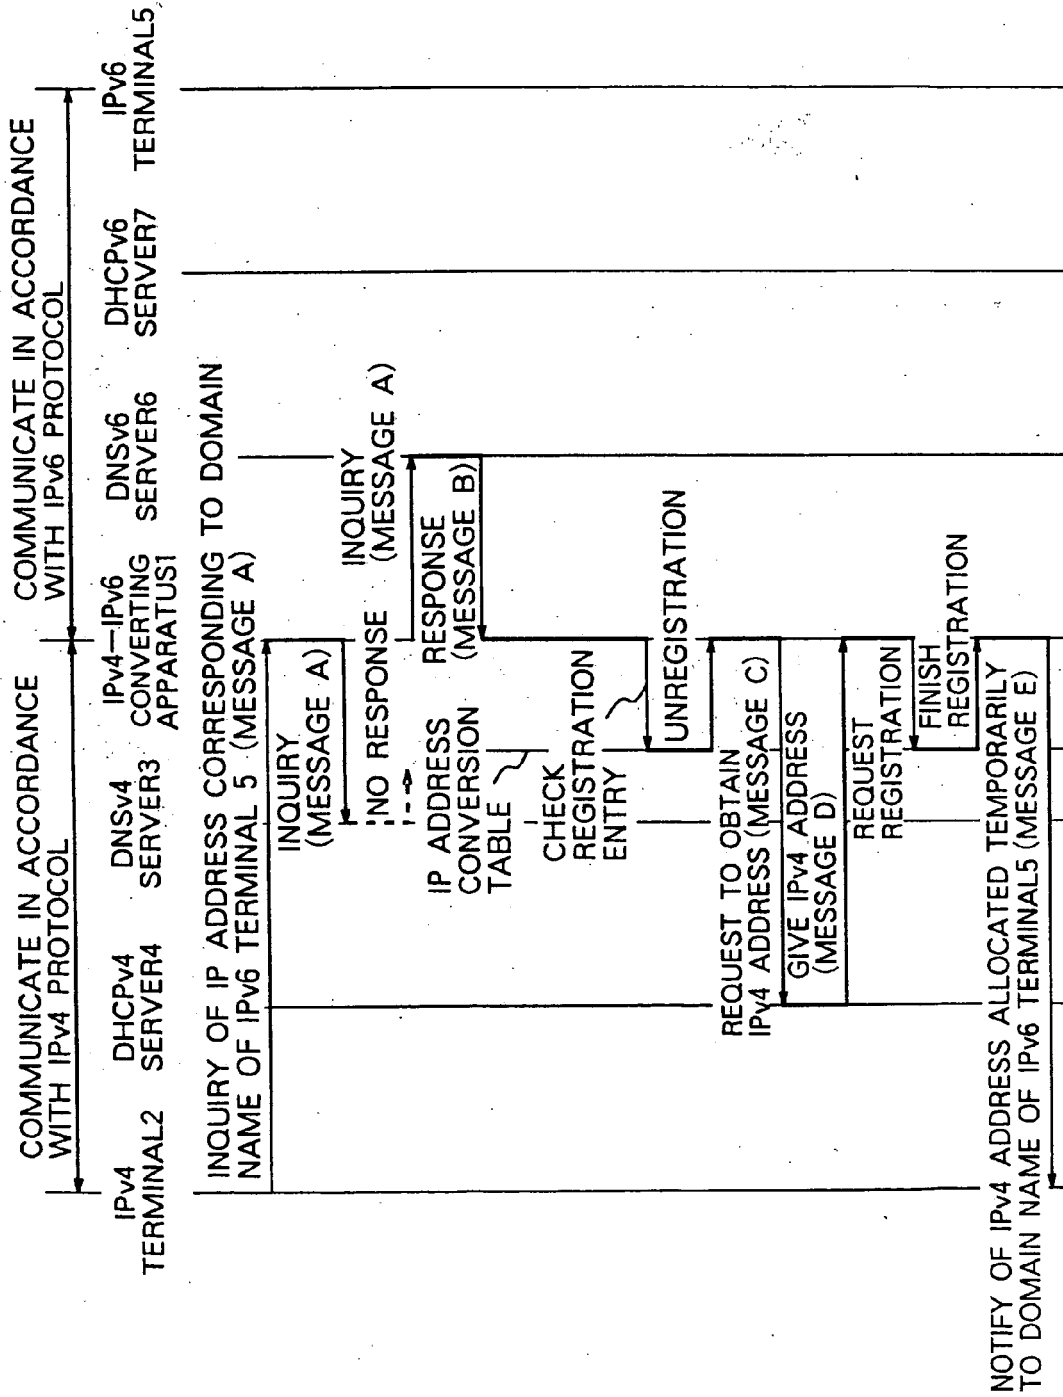 COMMUNICATE IN ACCORDANCE
WITH IPv4 PROTOCOL
COMMUNICATE IN ACCORDANCE
WITH IPv6 PROTOCOL
IPv4
TERMINAL2
DHCPv4
SERVER4
DNSv4
SERVER3
IPv4-IPv6
CONVERTING
APPARATUS1
DNSv6
SERVER6
DHCPv6
SERVER7
IPv6
TERMINAL5
INQUIRY OF IP ADDRESS CORRESPONDING TO DOMAIN
NAME OF IPv6 TERMINAL 5 (MESSAGE A)
INQUIRY
(MESSAGE A)
NO RESPONSE
INQUIRY
(MESSAGE A)
RESPONSE
(MESSAGE B)
IP ADDRESS
CONVERSION
TABLE
CHECK
REGISTRATION
ENTRY
UNREGISTRATION
REQUEST TO OBTAIN
IPv4 ADDRESS (MESSAGE C)
GIVE IPv4 ADDRESS
(MESSAGE D)
REQUEST
REGISTRATION
FINISH
REGISTRATION
NOTIFY OF IPv4 ADDRESS ALLOCATED TEMPORARILY
TO DOMAIN NAME OF IPv6 TERMINAL5 (MESSAGE E)